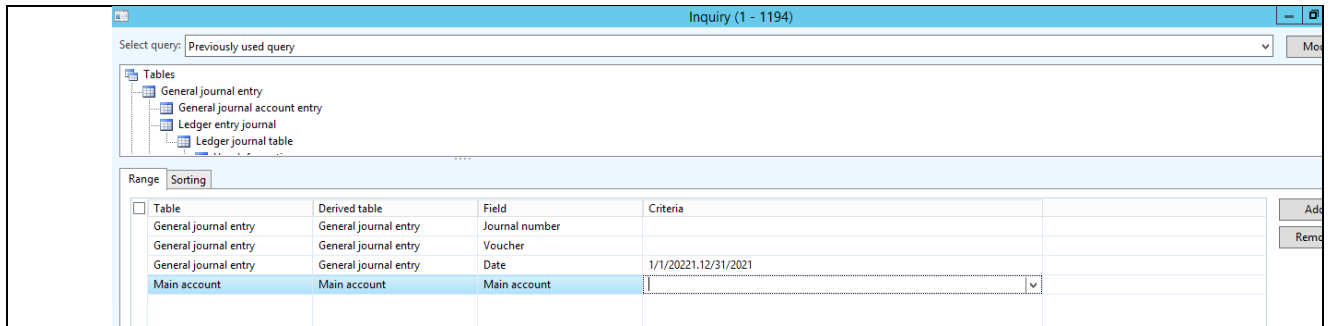 Inquiry (1 - 1194)
Select query: Previously used query
Tables
General journal entry
General journal account entry
Ledger entry journal
Ledger journal table
Range Sorting
Table Derived table Field Criteria
General journal entry General journal entry Journal number
General journal entry General journal entry Voucher
General journal entry General journal entry Date 1/1/20221.12/31/2021
Main account Main account Main account